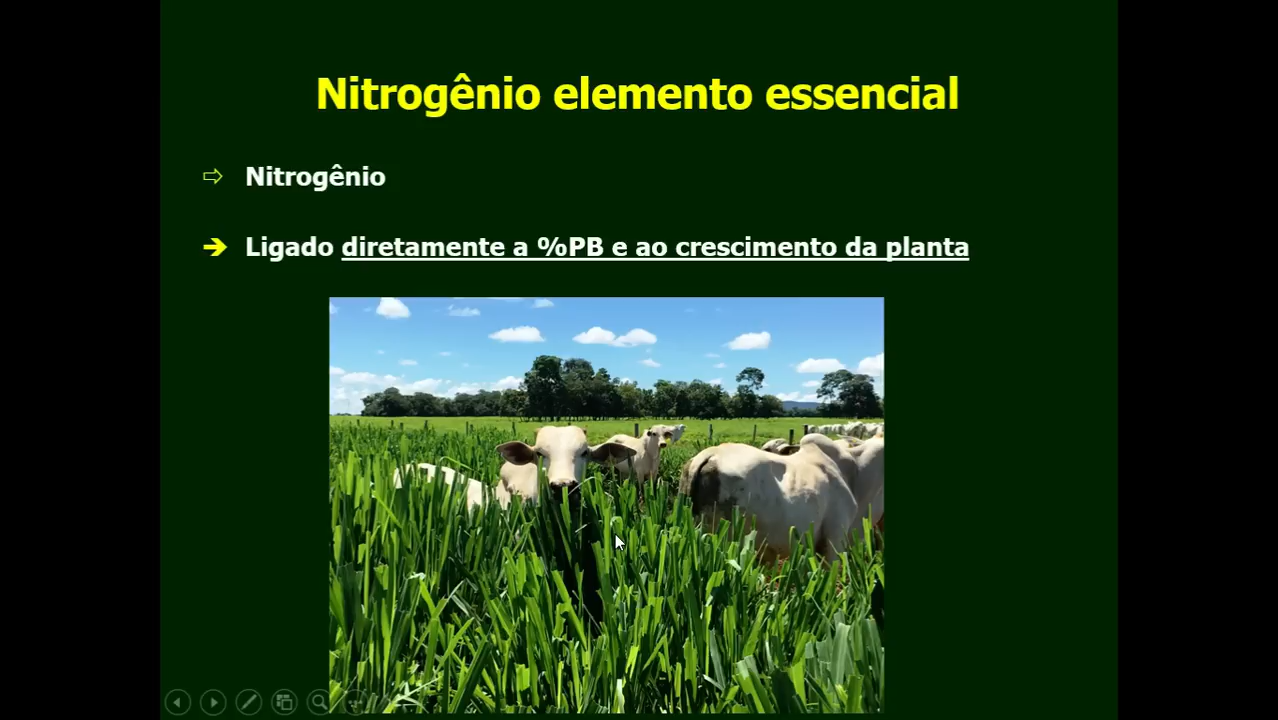 Nitrogênio elemento essencial
Nitrogênio
Ligado diretamente a %PB e ao crescimento da planta